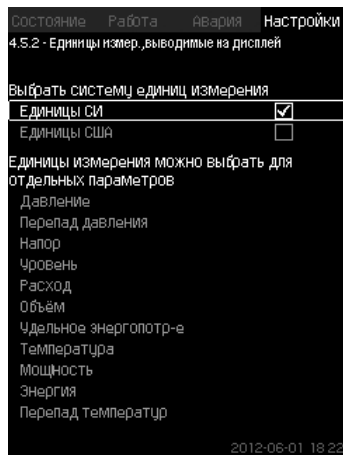 Состояние Работа Авария Настройки
4.5.2 - Единицы измер.,выводимые на дисплей
Выбрать систему единиц измерения
Единицы СИ
Единицы США
Единицы измерения можно выбрать для
отдельных параметров
Давление
Перепад давления
Напор
Уровень
Расход
Объём
Удельное энергопотр-е
Температура
Мощность
Энергия
Перепад температур
2012-06-01 18:22